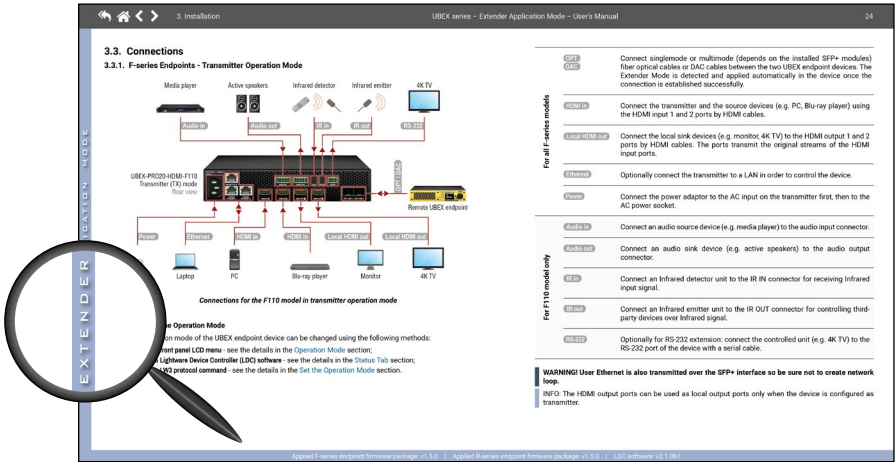 3. Installation
UBEX series – Extender Application Mode – User's Manual
24
3.3. Connections
3.3.1. F-series Endpoints - Transmitter Operation Mode
Media player
Active speakers
Infrared detector
Infrared emitter
4K TV
Audio in
Audio out
IR in
IR out
RS-232
UBEX-PRO20-HDMI-F110
Transmitter (TX) mode
Rear view
OPT / DAC
Remote UBEX endpoint
Power
Ethernet
HDMI in
HDMI in
Local HDMI out
Local HDMI out
Laptop
PC
Blu-ray player
Monitor
4K TV
Connections for the F110 model in transmitter operation mode
e Operation Mode
on mode of the UBEX endpoint device can be changed using the following methods:
ront panel LCD menu - see the details in the Operation Mode section;
Lightware Device Controller (LDC) software - see the details in the Status Tab section;
LW3 protocol command - see the details in the Set the Operation Mode section.
EXTENDER
ICATION MODE
For all F-series models
OPT
DAC
Connect singlemode or multimode (depends on the installed SFP+ modules)
fiber optical cables or DAC cables between the two UBEX endpoint devices. The
Extender Mode is detected and applied automatically in the device once the
connection is established successfully.
HDMI in
Connect the transmitter and the source devices (e.g. PC, Blu-ray player) using
the HDMI input 1 and 2 ports by HDMI cables.
Local HDMI out
Connect the local sink devices (e.g. monitor, 4K TV) to the HDMI output 1 and 2
ports by HDMI cables. The ports transmit the original streams of the HDMI
input ports.
Ethernet
Optionally connect the transmitter to a LAN in order to control the device.
Power
Connect the power adaptor to the AC input on the transmitter first, then to the
AC power socket.
For F110 model only
Audio in
Connect an audio source device (e.g. media player) to the audio input connector.
Audio out
Connect an audio sink device (e.g. active speakers) to the audio output
connector.
IR in
Connect an Infrared detector unit to the IR IN connector for receiving Infrared
input signal.
IR out
Connect an Infrared emitter unit to the IR OUT connector for controlling third-
party devices over Infrared signal.
RS-232
Optionally for RS-232 extension: connect the controlled unit (e.g. 4K TV) to the
RS-232 port of the device with a serial cable.
WARNING! User Ethernet is also transmitted over the SFP+ interface so be sure not to create network
loop.
INFO: The HDMI output ports can be used as local output ports only when the device is configured as
transmitter.
Applied F-series endpoint firmware package: v1.5.0 | Applied R-series endpoint firmware package: v1.5.0 | LDC software: v2.1.0b1